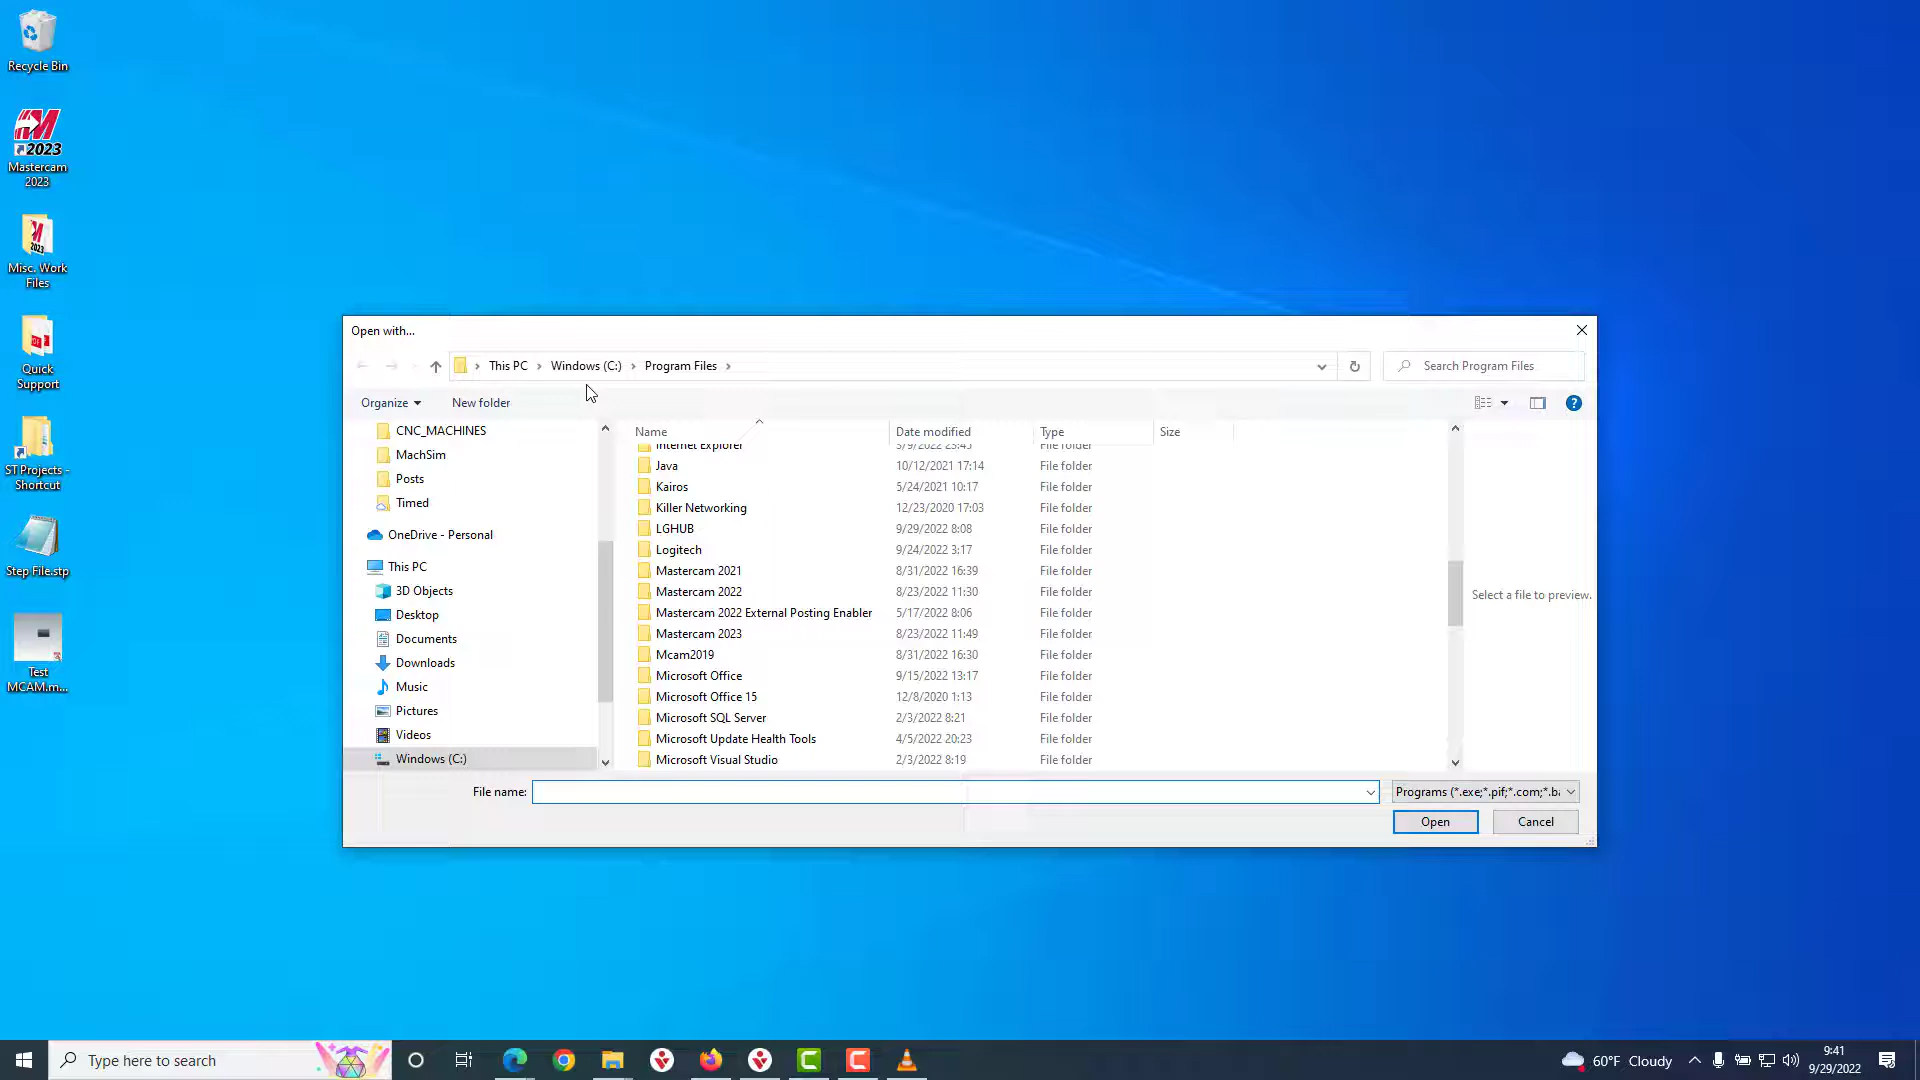 Recycle Bin
2023
Mastercam
2023
2023
Misc. Work
Files
PDF
Quick
Support
ST Projects -
Shortcut
Step File.stp
Test
MCAM.m...
Open with...
This PC
Windows (C:)
Program Files
Search Program Files
Organize
New folder
?
CNC_MACHINES
MachSim
Posts
Timed
OneDrive - Personal
This PC
3D Objects
Desktop
Documents
Downloads
Music
Pictures
Videos
Windows (C:)
Name Date modified Type Size
Internet Explorer 5/9/2022 23:45 File folder
Java 10/12/2021 17:14 File folder
Kairos 5/24/2021 10:17 File folder
Killer Networking 12/23/2020 17:03 File folder
LGHUB 9/29/2022 8:08 File folder
Logitech 9/24/2022 3:17 File folder
Mastercam 2021 8/31/2022 16:39 File folder
Mastercam 2022 8/23/2022 11:30 File folder
Mastercam 2022 External Posting Enabler 5/17/2022 8:06 File folder
Mastercam 2023 8/23/2022 11:49 File folder
Mcam2019 8/31/2022 16:30 File folder
Microsoft Office 9/15/2022 13:17 File folder
Microsoft Office 15 12/8/2020 1:13 File folder
Microsoft SQL Server 2/3/2022 8:21 File folder
Microsoft Update Health Tools 4/5/2022 20:23 File folder
Microsoft Visual Studio 2/3/2022 8:19 File folder
Select a file to preview.
File name:
Programs (*.exe;*.pif;*.com;*.ba
Open
Cancel
Type here to search
60°F Cloudy
9:41
9/29/2022